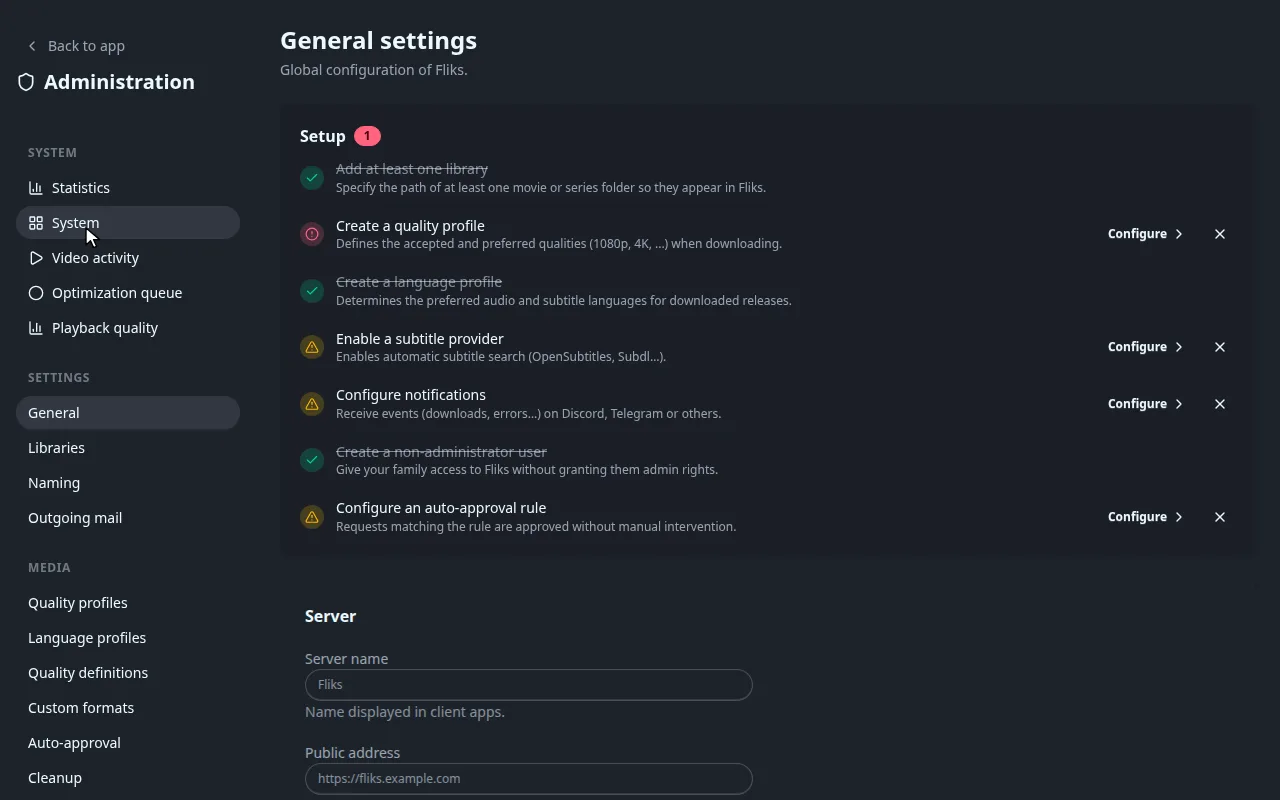 Back to app
Administration
SYSTEM
Statistics
System
Video activity
Optimization queue
Playback quality
SETTINGS
General
Libraries
Naming
Outgoing mail
MEDIA
Quality profiles
Language profiles
Quality definitions
Custom formats
Auto-approval
Cleanup
General settings
Global configuration of Fliks.
Setup 1
Add at least one library
Specify the path of at least one movie or series folder so they appear in Fliks.
Create a quality profile
Defines the accepted and preferred qualities (1080p, 4K, …) when downloading.
Configure
Create a language profile
Determines the preferred audio and subtitle languages for downloaded releases.
Enable a subtitle provider
Enables automatic subtitle search (OpenSubtitles, Subdl…).
Configure
Configure notifications
Receive events (downloads, errors…) on Discord, Telegram or others.
Configure
Create a non-administrator user
Give your family access to Fliks without granting them admin rights.
Configure an auto-approval rule
Requests matching the rule are approved without manual intervention.
Configure
Server
Server name
Fliks
Name displayed in client apps.
Public address
https://fliks.example.com